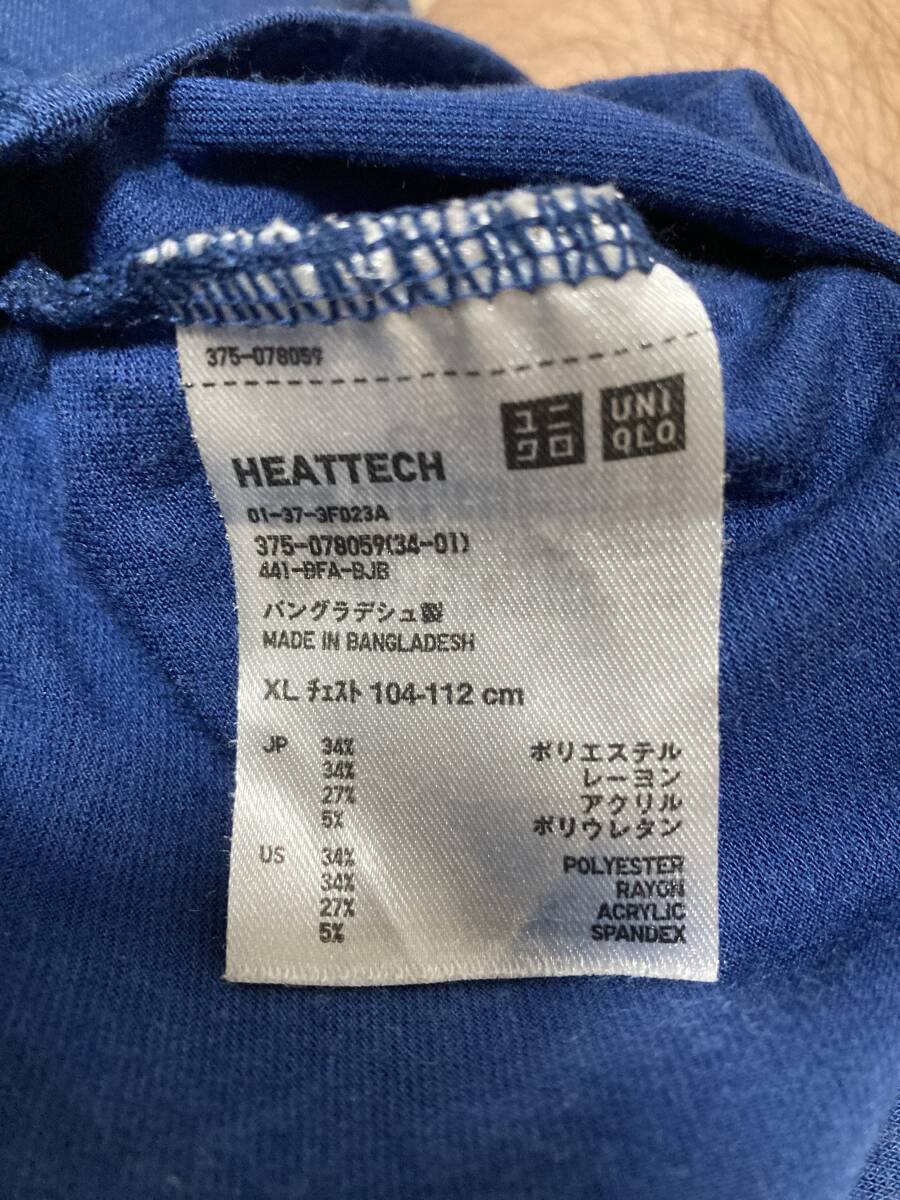 375-078059
ユニ
クロ
UNI
QLO
HEATTECH
01-37-3F023A
375-078059(34-01)
441-BFA-BJB
バングラデシュ製
MADE IN BANGLADESH
XL チェスト 104-112 cm
JP 34% ポリエステル
34% レーヨン
27% アクリル
5% ポリウレタン
US 34% POLYESTER
34% RAYON
27% ACRYLIC
5% SPANDEX